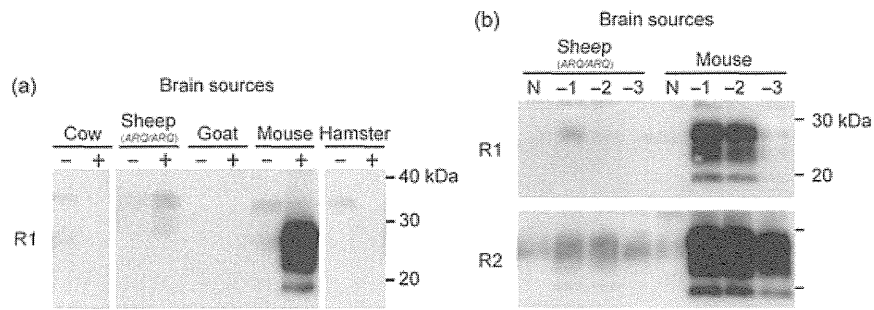 (a)
Brain sources
Cow
Sheep
(ARQ/ARQ)
Goat
Mouse
Hamster
− + − + − + − + − +
R1
40 kDa
30
20
(b)
Brain sources
Sheep
(ARQ/ARQ)
Mouse
N −1 −2 −3 N −1 −2 −3
R1
30 kDa
20
R2